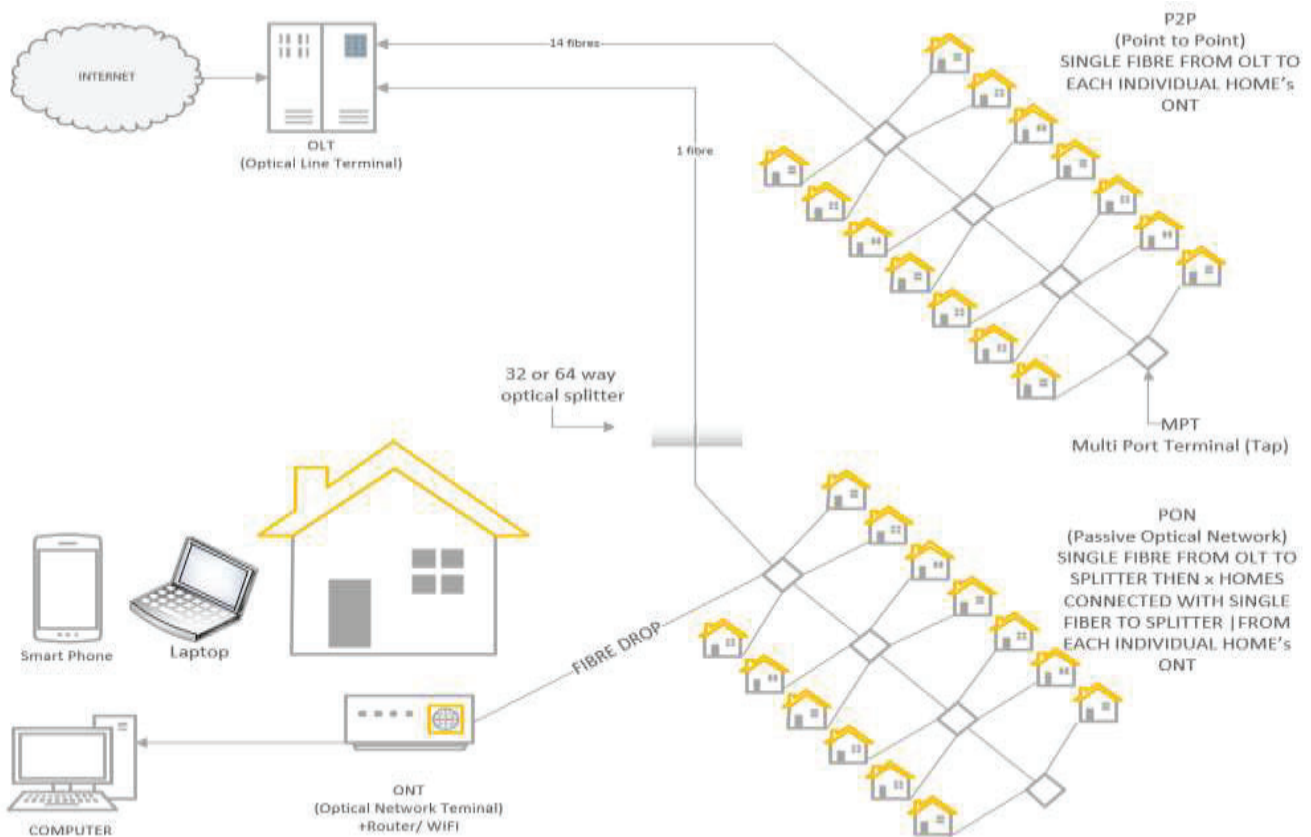 INTERNET
OLT
(Optical Line Terminal)
14 fibres
1 fibre
P2P
(Point to Point)
SINGLE FIBRE FROM OLT TO
EACH INDIVIDUAL HOME's
ONT
MPT
Multi Port Terminal (Tap)
32 or 64 way
optical splitter
PON
(Passive Optical Network)
SINGLE FIBRE FROM OLT TO
SPLITTER THEN x HOMES
CONNECTED WITH SINGLE
FIBER TO SPLITTER |FROM
EACH INDIVIDUAL HOME's
ONT
Smart Phone
Laptop
FIBRE DROP
COMPUTER
ONT
(Optical Network Teminal)
+Router/ WIFI